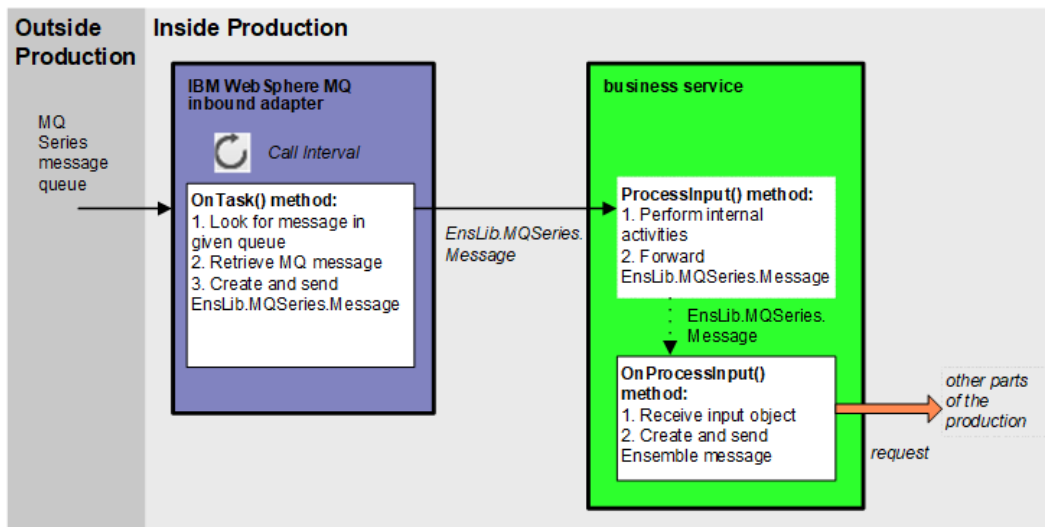 Outside
Production
Inside Production
MQ
Series
message
queue
IBM WebSphere MQ
inbound adapter
Call Interval
OnTask() method:
1. Look for message in
given queue
2. Retrieve MQ message
3. Create and send
EnsLib.MQSeries.Message
EnsLib.MQSeries.
Message
business service
ProcessInput() method:
1. Perform internal
activities
2. Forward
EnsLib.MQSeries.Message
EnsLib.MQSeries.
Message
OnProcessInput()
method:
1. Receive input object
2. Create and send
Ensemble message
request
other parts
of the
production